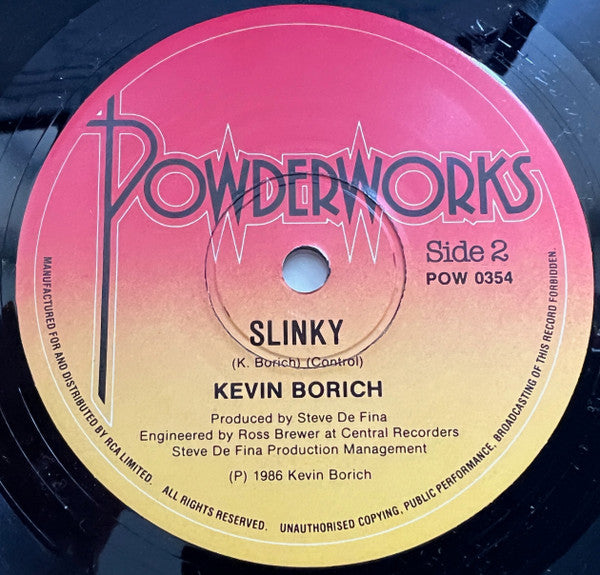 POWDERWORKS
Side 2
POW 0354
SLINKY
(K. Borich) (Control)
KEVIN BORICH
Produced by Steve De Fina
Engineered by Ross Brewer at Central Recorders
Steve De Fina Production Management
(P) 1986 Kevin Borich
MANUFACTURED FOR AND DISTRIBUTED BY RCA LIMITED. ALL RIGHTS RESERVED. UNAUTHORISED COPYING, PUBLIC PERFORMANCE, BROADCASTING OF THIS RECORD FORBIDDEN.